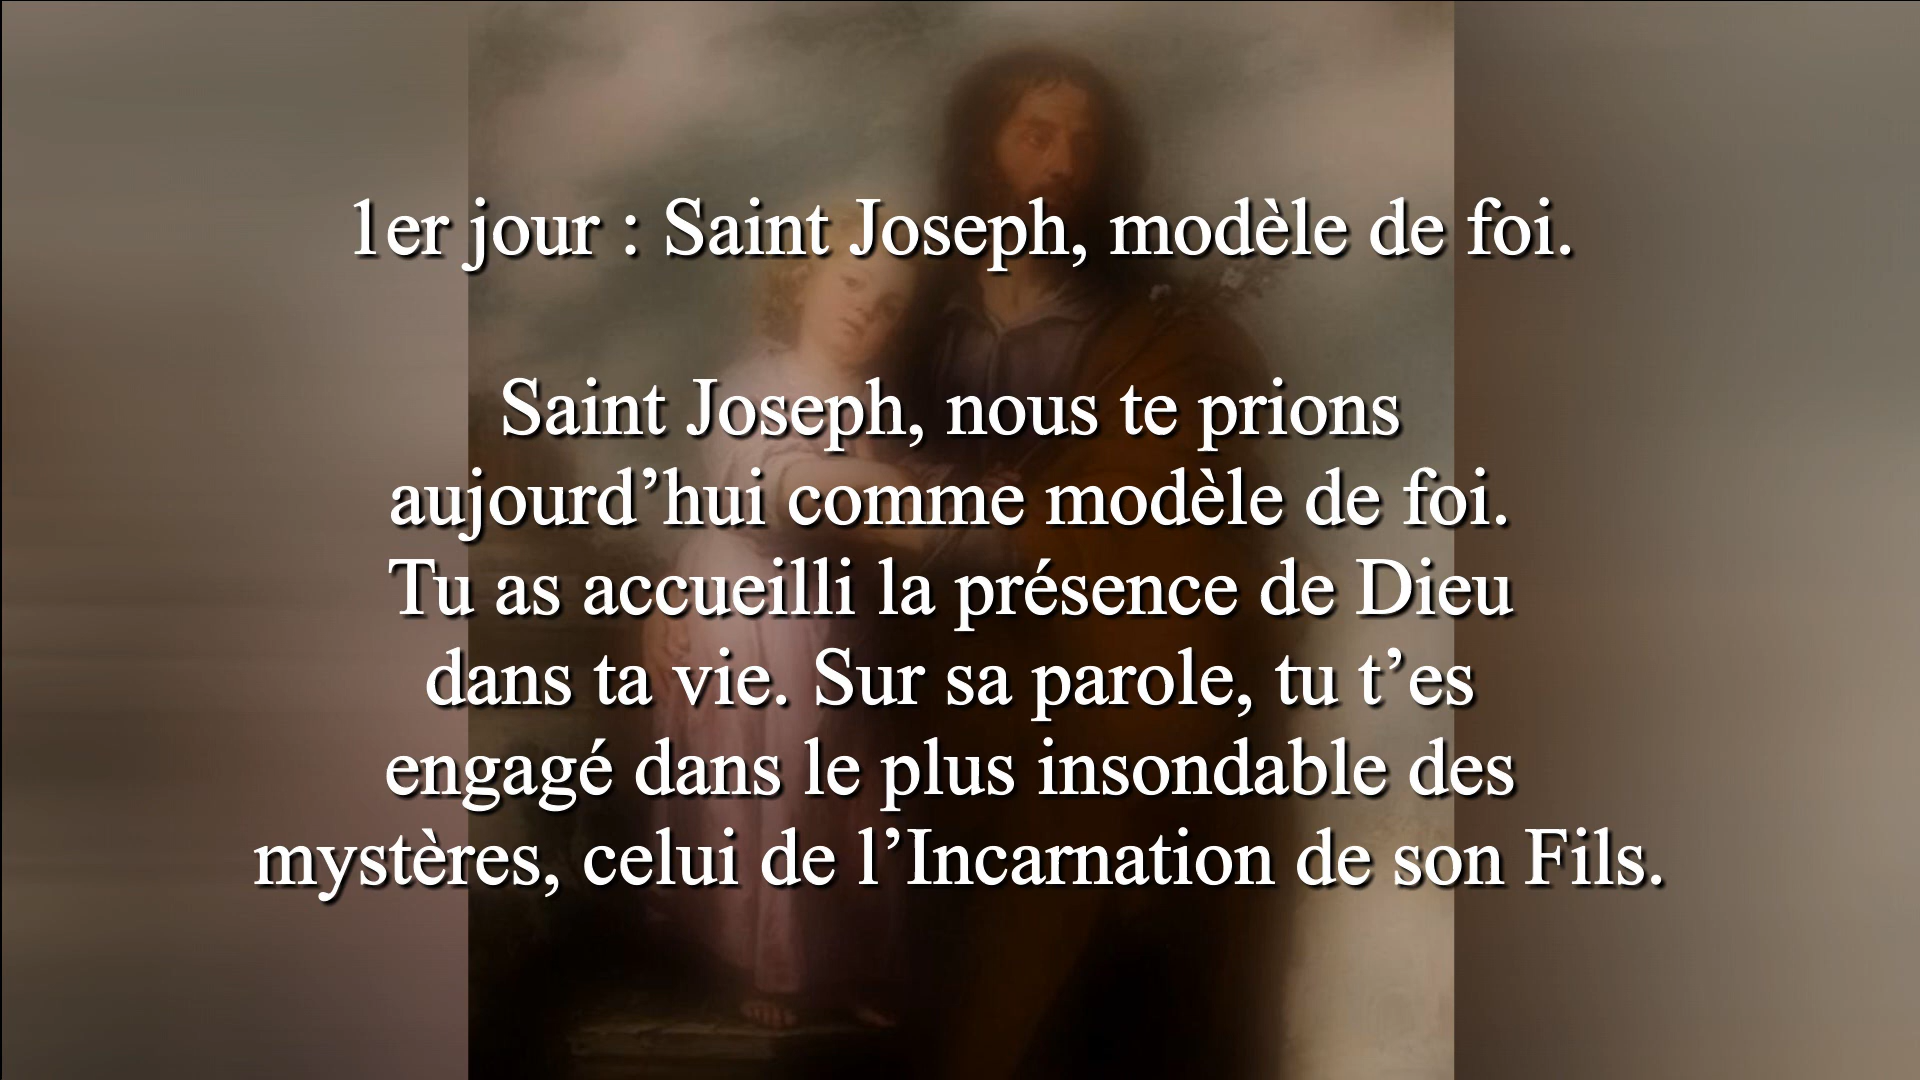 1er jour : Saint Joseph, modèle de foi.
Saint Joseph, nous te prions
aujourd’hui comme modèle de foi.
Tu as accueilli la présence de Dieu
dans ta vie. Sur sa parole, tu t’es
engagé dans le plus insondable des
mystères, celui de l’Incarnation de son Fils.